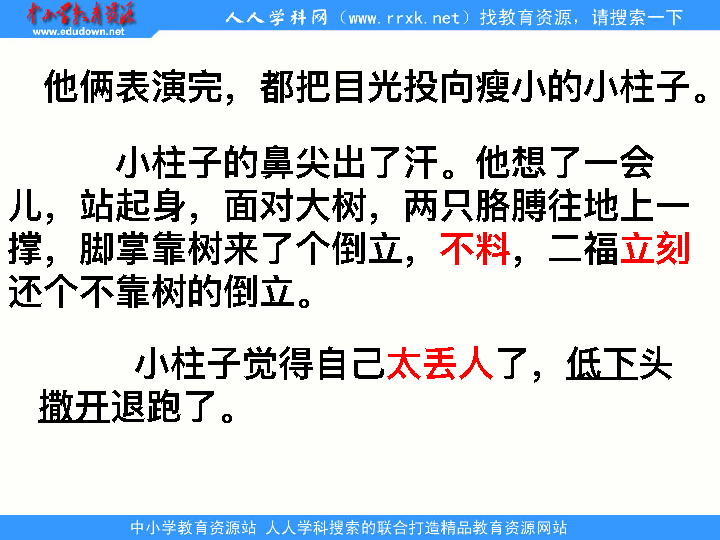 中小学教育资源
www.edudown.net
人人学科网（www.rrxk.net）找教育资源，请搜索一下
他俩表演完，都把目光投向瘦小的小柱子。
小柱子的鼻尖出了汗。他想了一会
儿，站起身，面对大树，两只胳膊往地上一
撑，脚掌靠树来了个倒立，不料，二福立刻
还个不靠树的倒立。
小柱子觉得自己太丢人了，低下头
撒开退跑了。
中小学教育资源站 人人学科搜索的联合打造精品教育资源网站